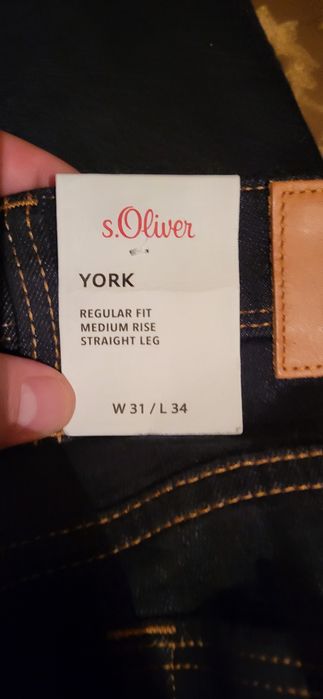 s.Oliver
YORK
REGULAR FIT
MEDIUM RISE
STRAIGHT LEG
W 31 / L 34